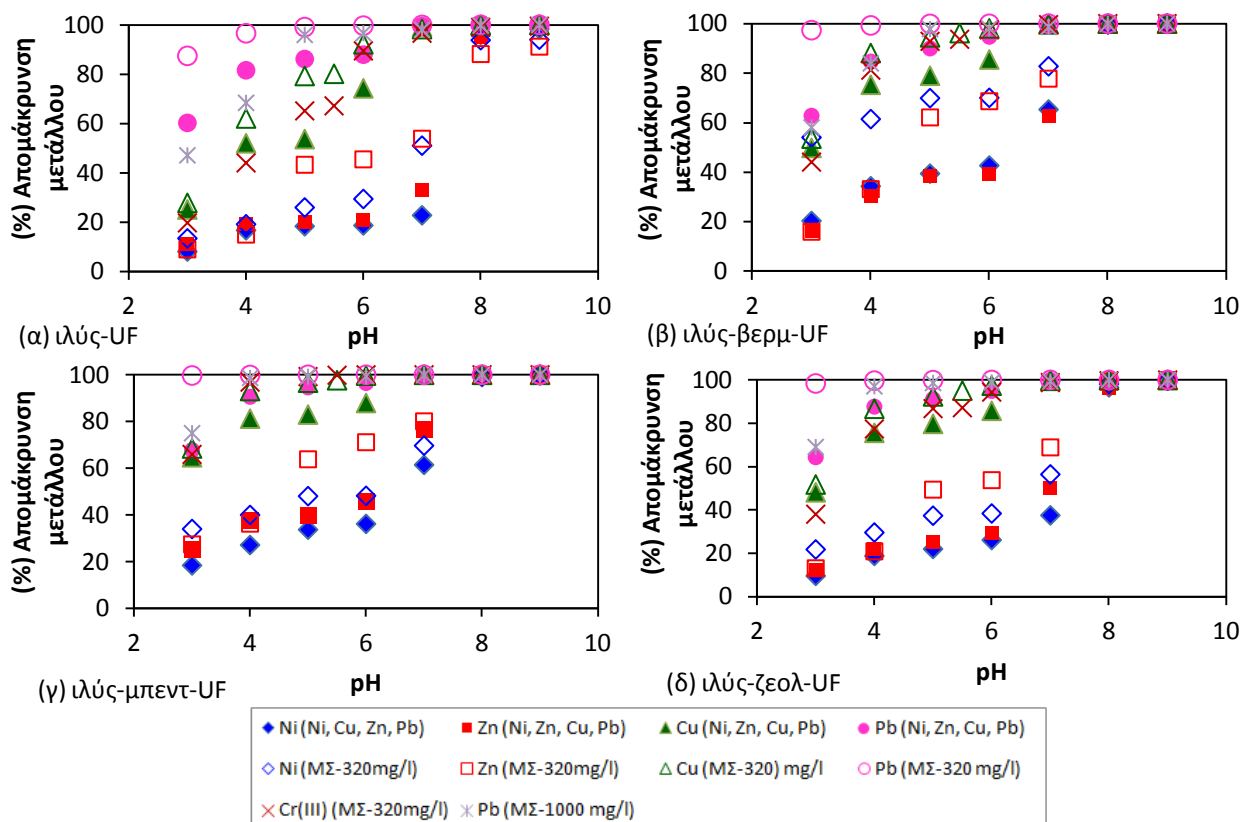 100
80
60
40
20
0
(%) Απομάκρυνση
μετάλλου
2 4 6 8 10
pH
(α) ιλύς-UF
100
80
60
40
20
0
(%) Απομάκρυνση
μετάλλου
2 4 6 8 10
pH
(β) ιλύς-βερμ-UF
100
80
60
40
20
0
(%) Απομάκρυνση
μετάλλου
2 4 6 8 10
pH
(γ) ιλύς-μπεντ-UF
100
80
60
40
20
0
(%) Απομάκρυνση
μετάλλου
2 4 6 8 10
pH
(δ) ιλύς-ζεολ-UF
Ni (Ni, Cu, Zn, Pb) Zn (Ni, Zn, Cu, Pb) Cu (Ni, Zn, Cu, Pb) Pb (Ni, Zn, Cu, Pb)
Ni (ΜΣ-320mg/l) Zn (ΜΣ-320mg/l) Cu (ΜΣ-320) mg/l Pb (ΜΣ-320 mg/l)
Cr(III) (ΜΣ-320mg/l) Pb (ΜΣ-1000 mg/l)